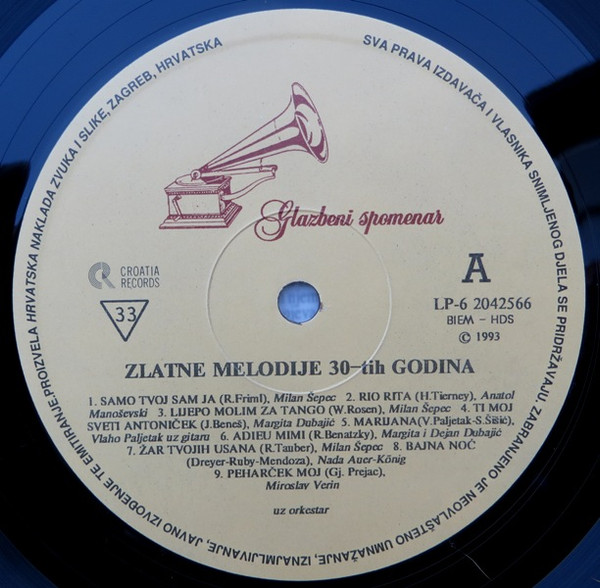 PROIZVELA HRVATSKA NAKLADA ZVUKA I SLIKE, ZAGREB, HRVATSKA
SVA PRAVA IZDAVAČA I VLASNIKA SNIMLJENOG DJELA SE PRIDRŽAVAJU. ZABRANJENO JE NEOVLAŠTENO UMNAŽANJE, IZNAJMLJIVANJE, JAVNO IZVOĐENJE TE EMITIRANJE
Glazbeni spomenar
CROATIA
RECORDS
33
A
LP-6 2042566
BIEM - HDS
© 1993
ZLATNE MELODIJE 30-tih GODINA
1. SAMO TVOJ SAM JA (R.Friml), Milan Šepec 2. RIO RITA (H.Tierney), Anatol
Manoševski 3. LIJEPO MOLIM ZA TANGO (W.Rosen), Milan Šepec 4. TI MOJ
SVETI ANTONIČEK (J.Beneš), Margita Dubajić 5. MARIJANA(V.Paljetak-S.Šišić),
Vlaho Paljetak uz gitaru 6. ADIEU MIMI (R.Benatzky), Margita i Dejan Dubajić
7. ŽAR TVOJIH USANA (R.Tauber), Milan Šepec 8. BAJNA NOĆ
(Dreyer-Ruby-Mendoza), Nada Auer-König
9. PEHARČEK MOJ (Gj. Prejac),
Miroslav Verin
uz orkestar